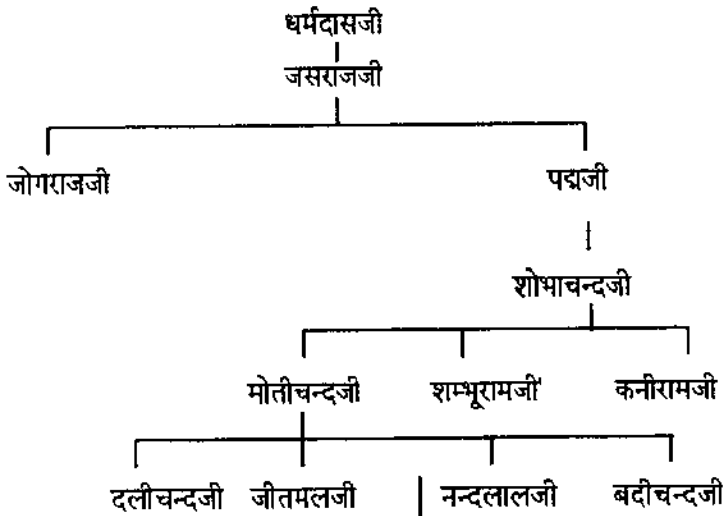 धर्मदासजी
जसराजजी
जोगराजजी पद्मजी
शोभाचन्दजी
मोतीचन्दजी शम्भूरामजी' कनीरामजी
दलीचन्दजी जीतमलजी नन्दलालजी बदीचन्दजी